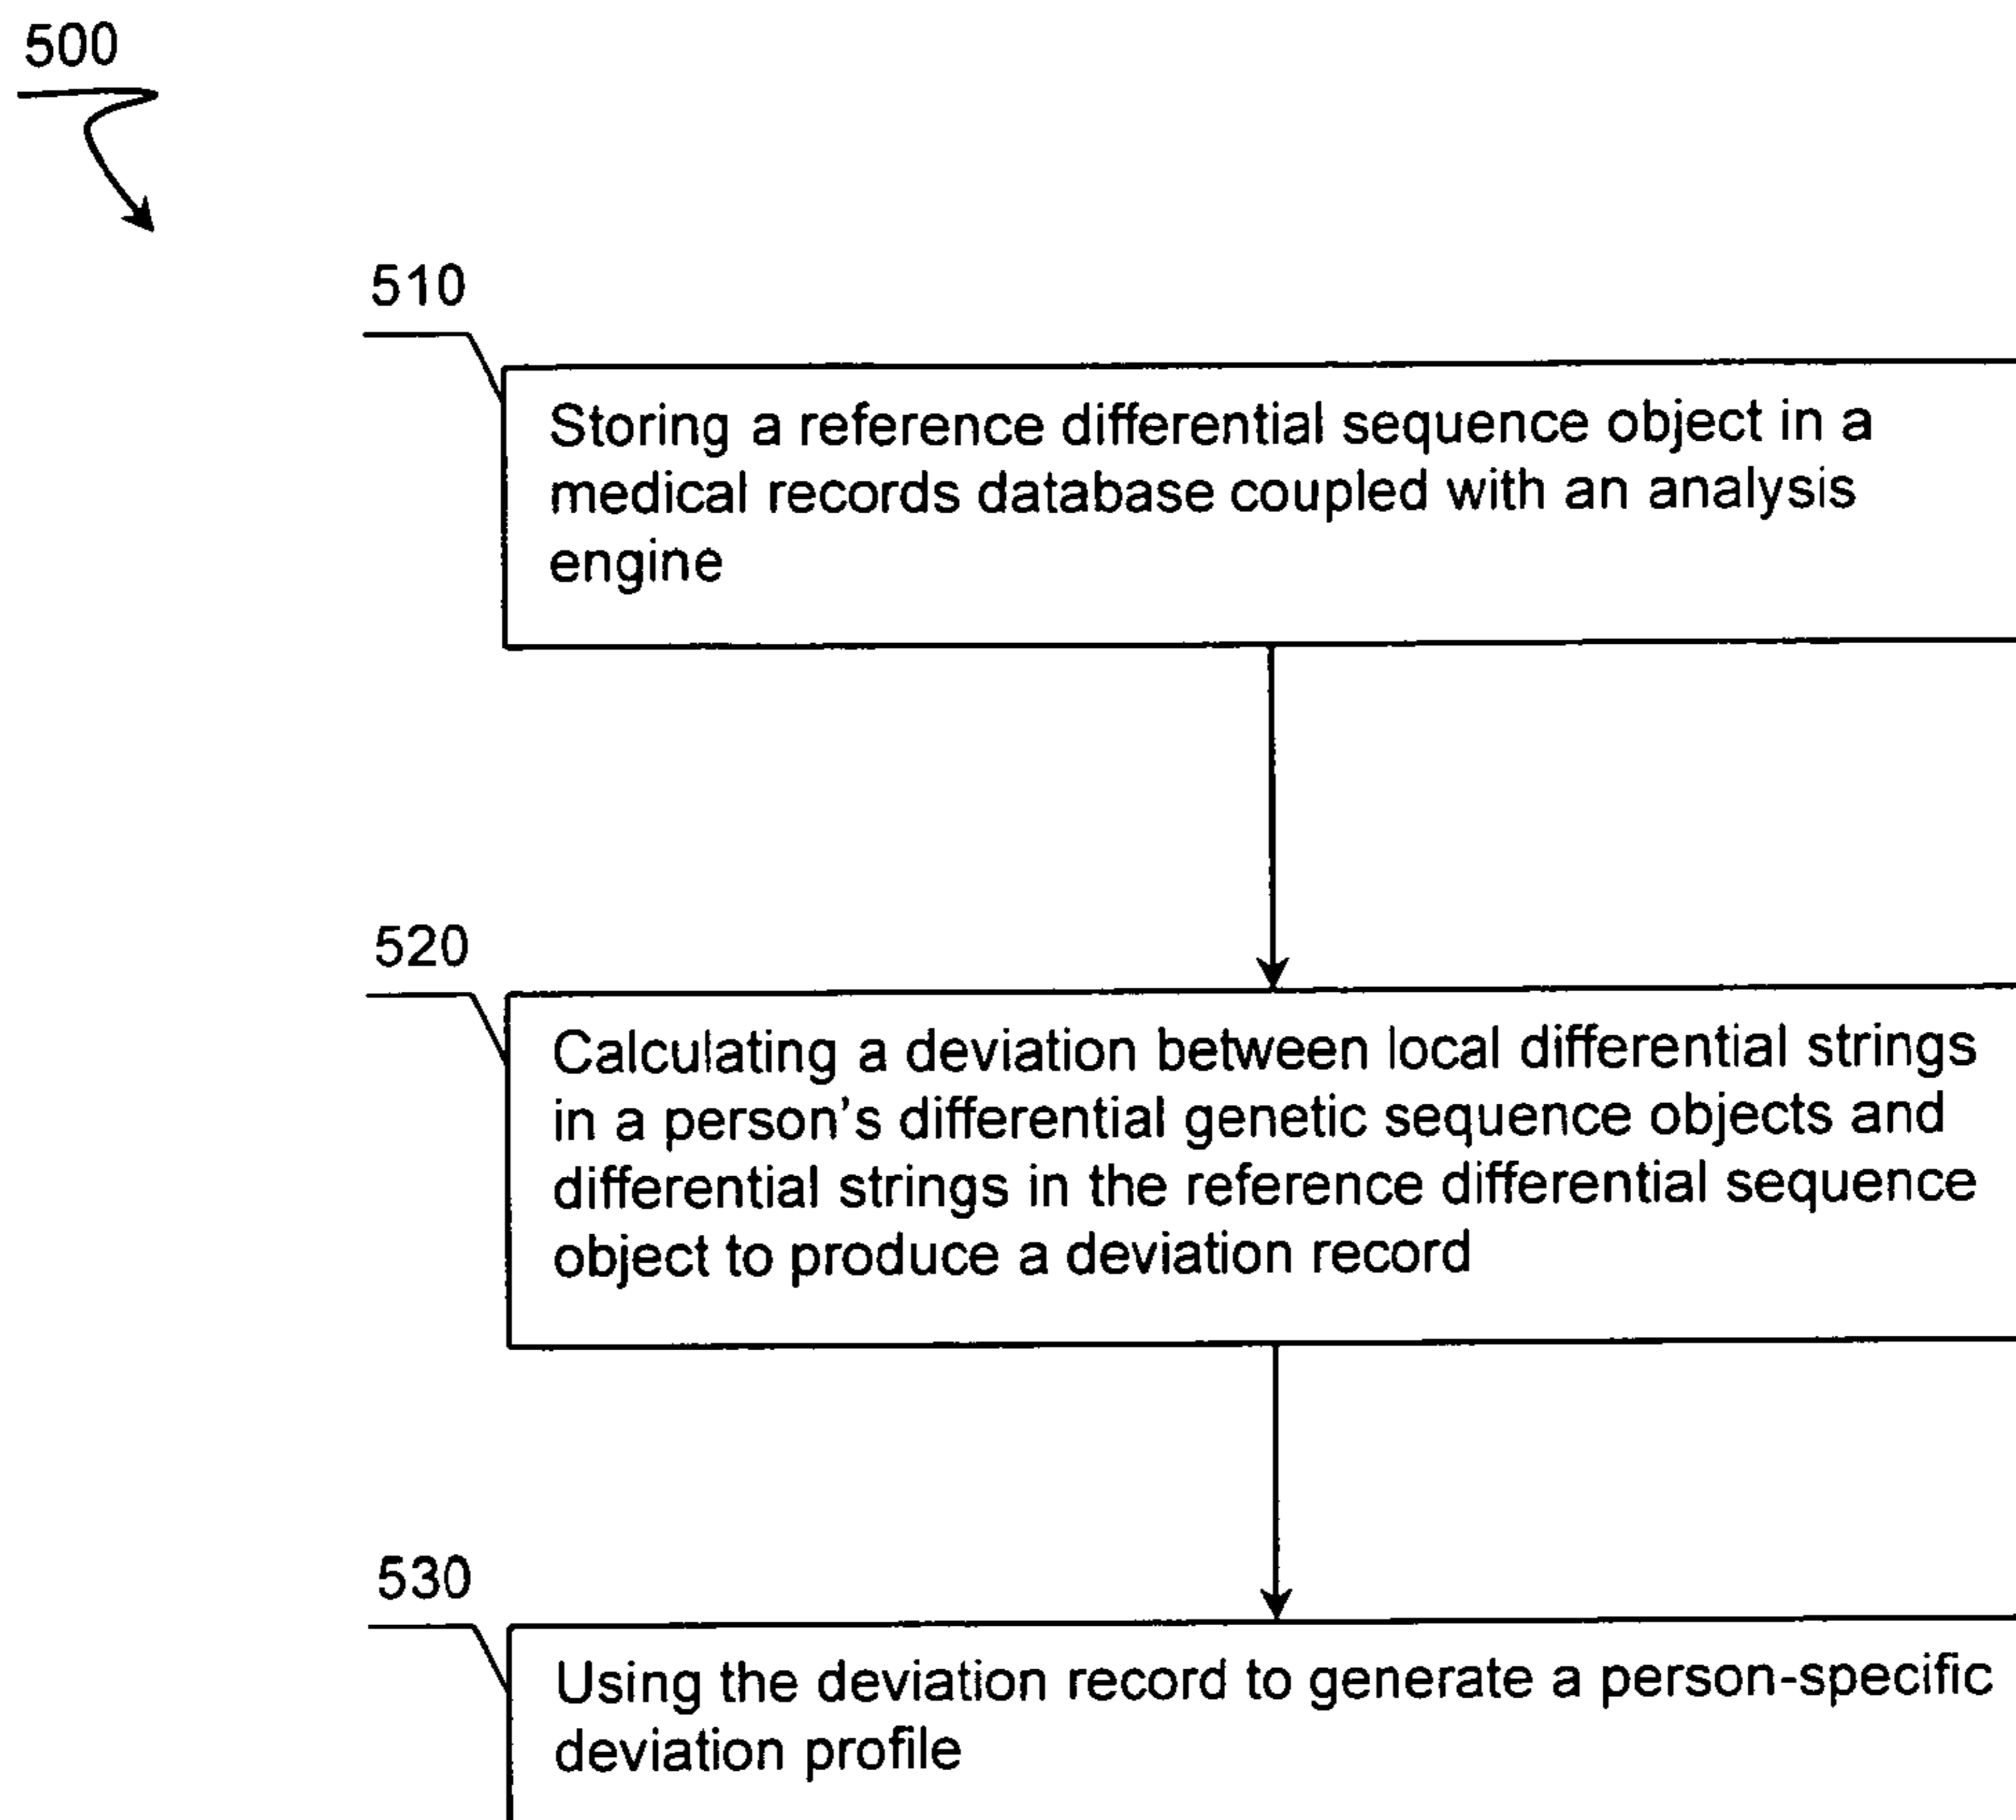 500
510
Storing a reference differential sequence object in a
medical records database coupled with an analysis
engine
520
Calculating a deviation between local differential strings
in a person's differential genetic sequence objects and
differential strings in the reference differential sequence
object to produce a deviation record
530
Using the deviation record to generate a person-specific
deviation profile